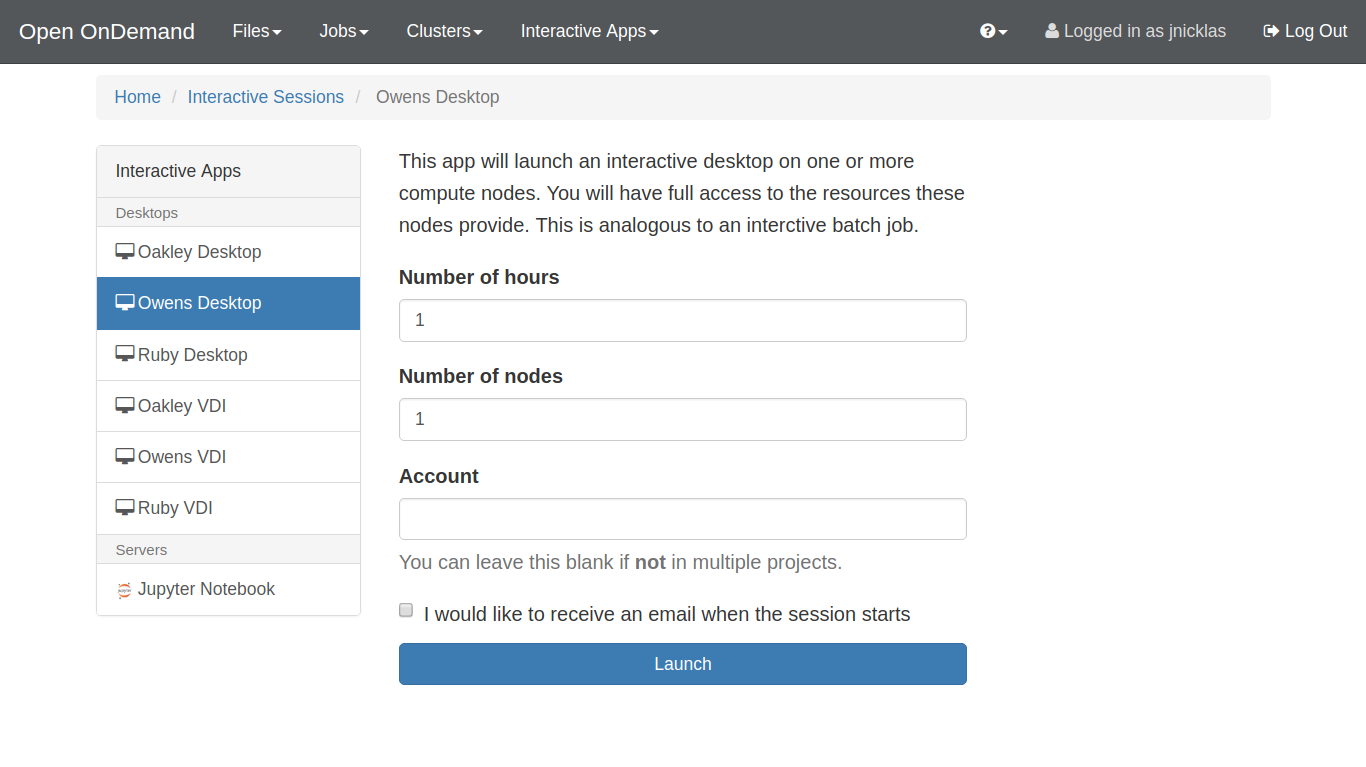 Open OnDemand Files Jobs Clusters Interactive Apps Logged in as jnicklas Log Out
Home / Interactive Sessions / Owens Desktop
Interactive Apps
Desktops
Oakley Desktop
Owens Desktop
Ruby Desktop
Oakley VDI
Owens VDI
Ruby VDI
Servers
Jupyter Notebook
This app will launch an interactive desktop on one or more
compute nodes. You will have full access to the resources these
nodes provide. This is analogous to an interctive batch job.
Number of hours
1
Number of nodes
1
Account
You can leave this blank if not in multiple projects.
I would like to receive an email when the session starts
Launch